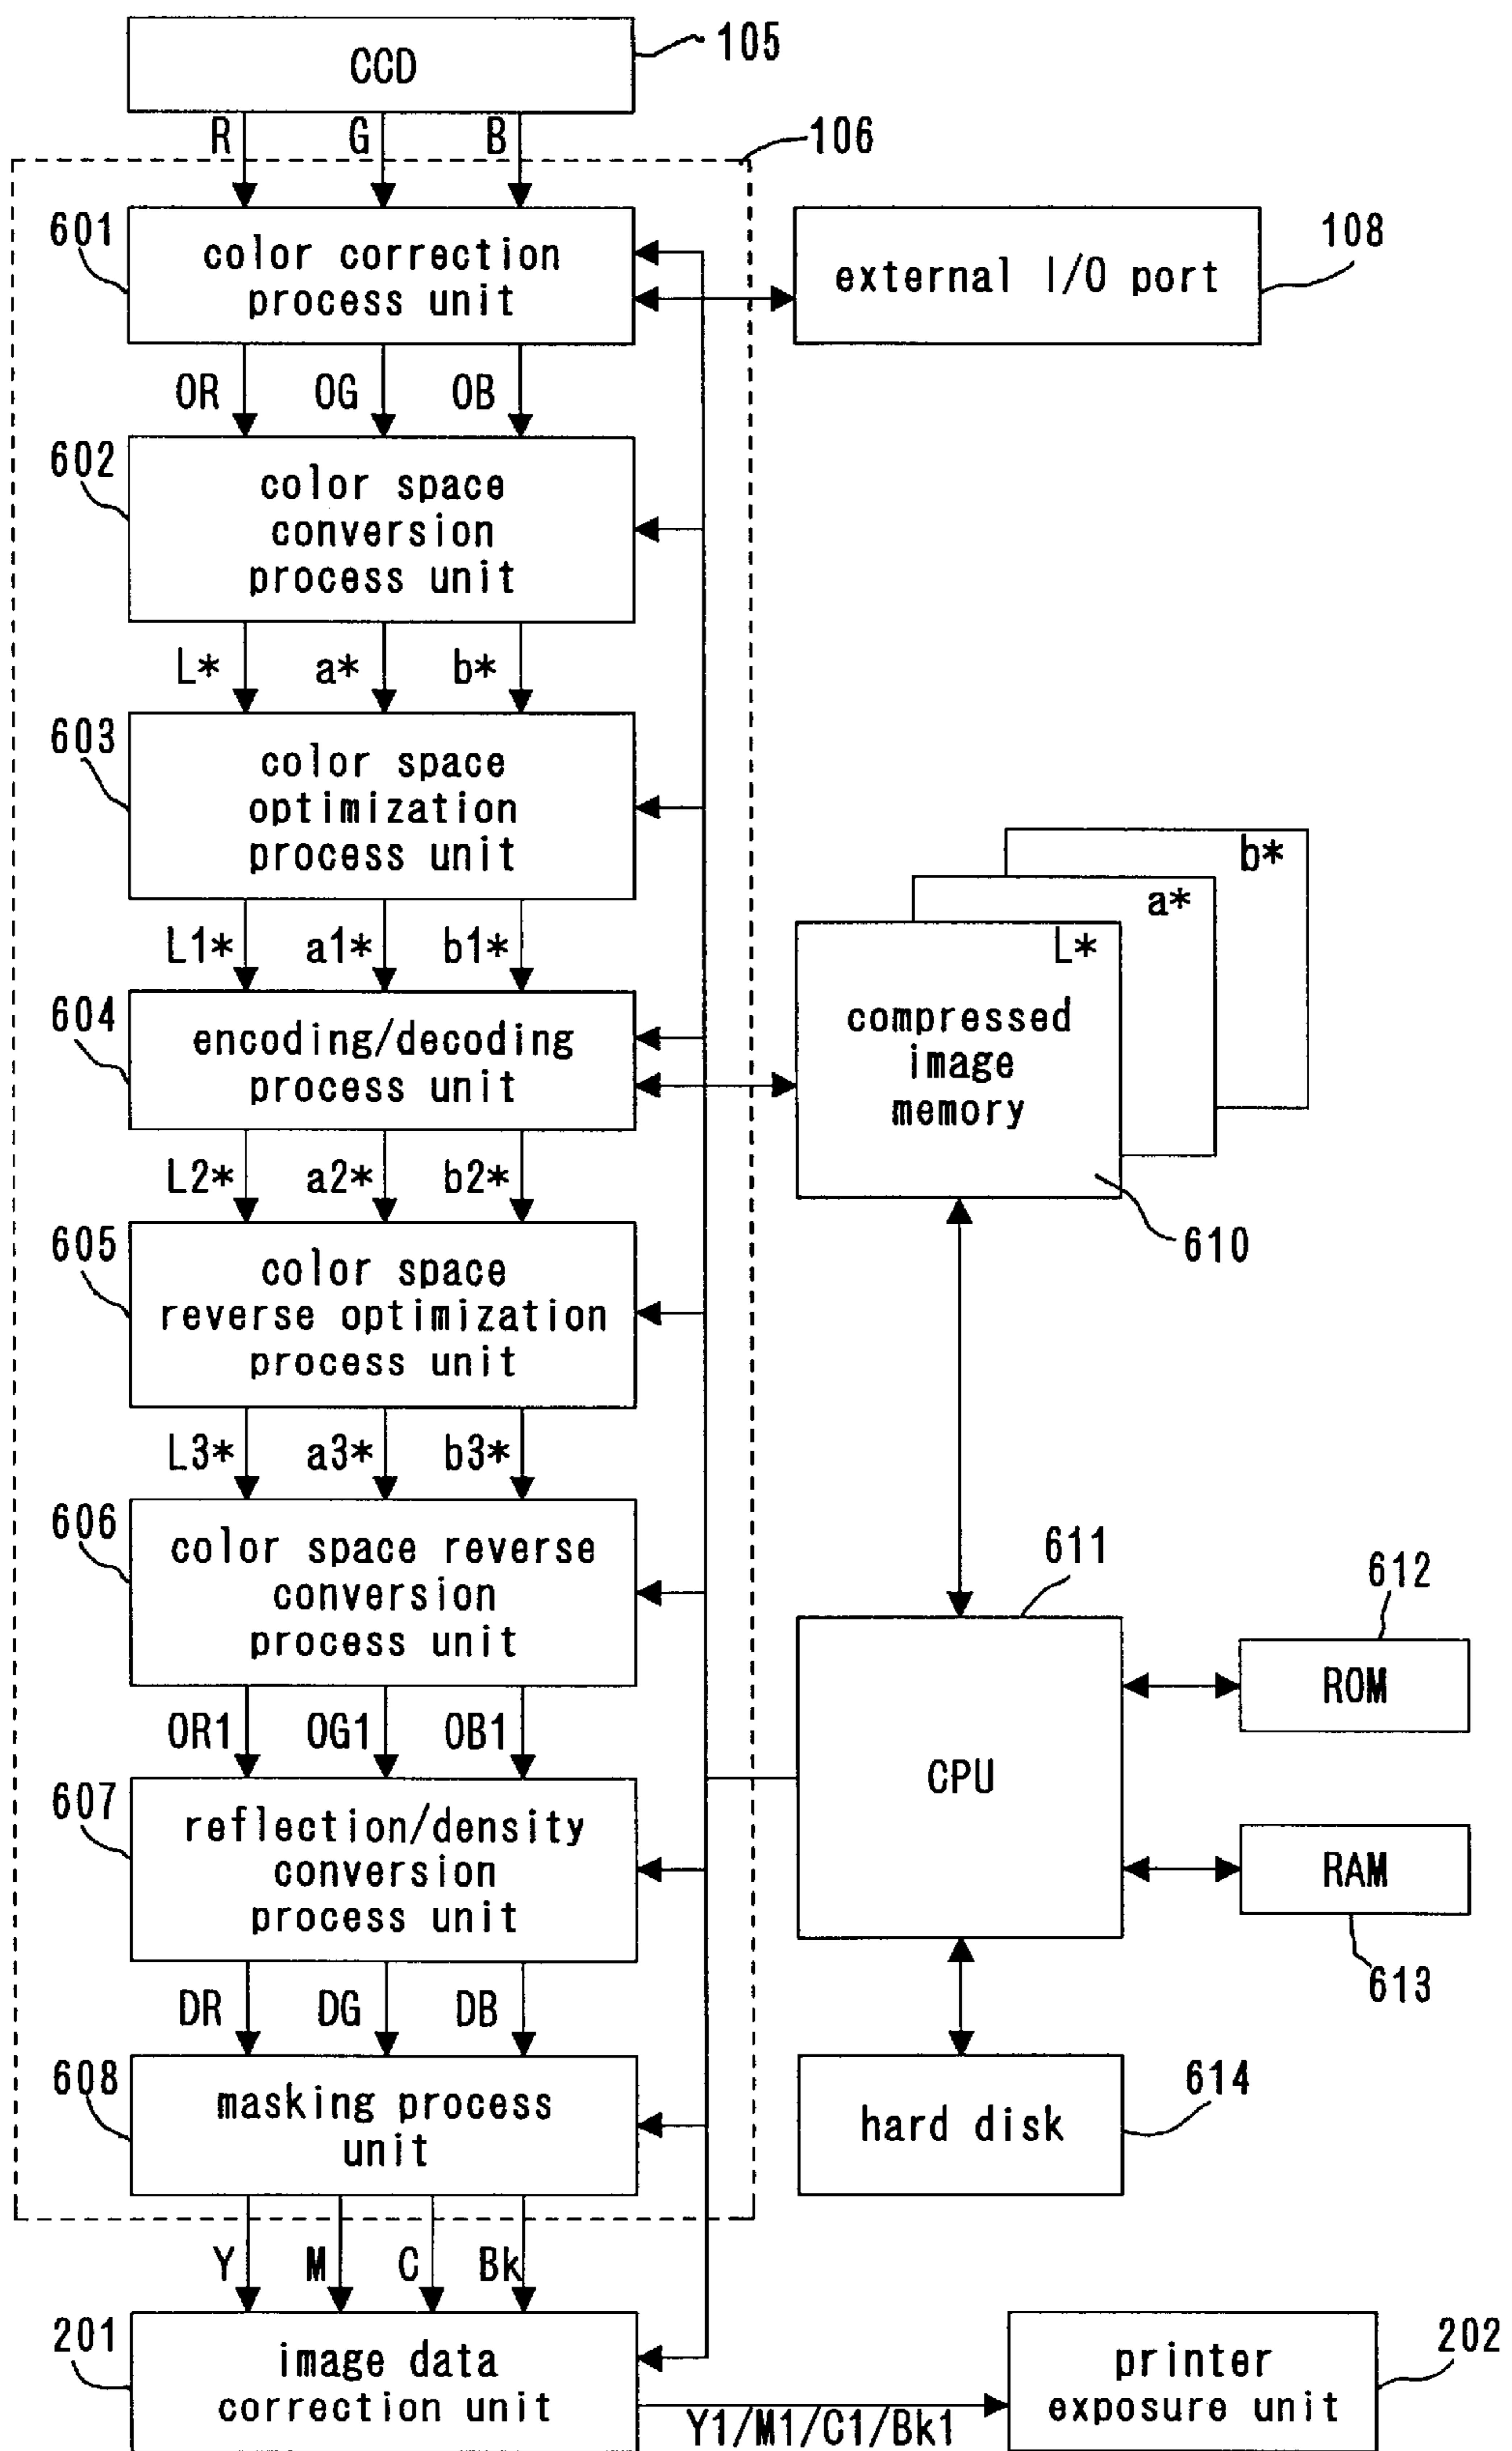 CCD
105
R G B
106
601
color correction
process unit
external I/O port
108
OR OG OB
602
color space
conversion
process unit
L* a* b*
603
color space
optimization
process unit
b*
a*
L*
L1* a1* b1*
604
encoding/decoding
process unit
compressed
image
memory
L2* a2* b2*
610
605
color space
reverse optimization
process unit
L3* a3* b3*
606
color space reverse
conversion
process unit
611
612
ROM
OR1 OG1 OB1
CPU
607
reflection/density
conversion
process unit
RAM
613
DR DG DB
608
masking process
unit
hard disk
614
Y M C Bk
201
image data
correction unit
Y1/M1/C1/Bk1
printer
exposure unit
202